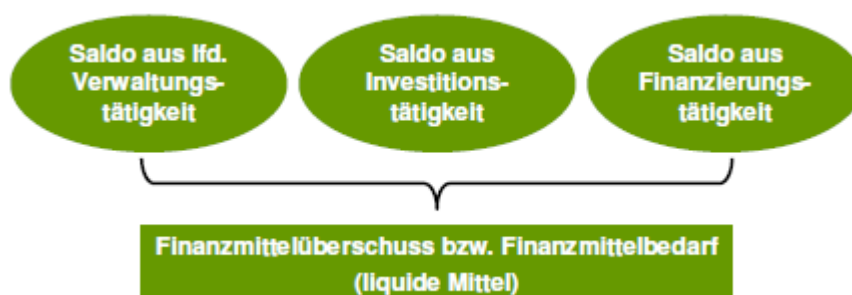 Saldo aus lfd.
Verwaltungs-
tätigkeit
Saldo aus
Investitions-
tätigkeit
Saldo aus
Finanzierungs-
tätigkeit
Finanzmittelüberschuss bzw. Finanzmittelbedarf
(liquide Mittel)